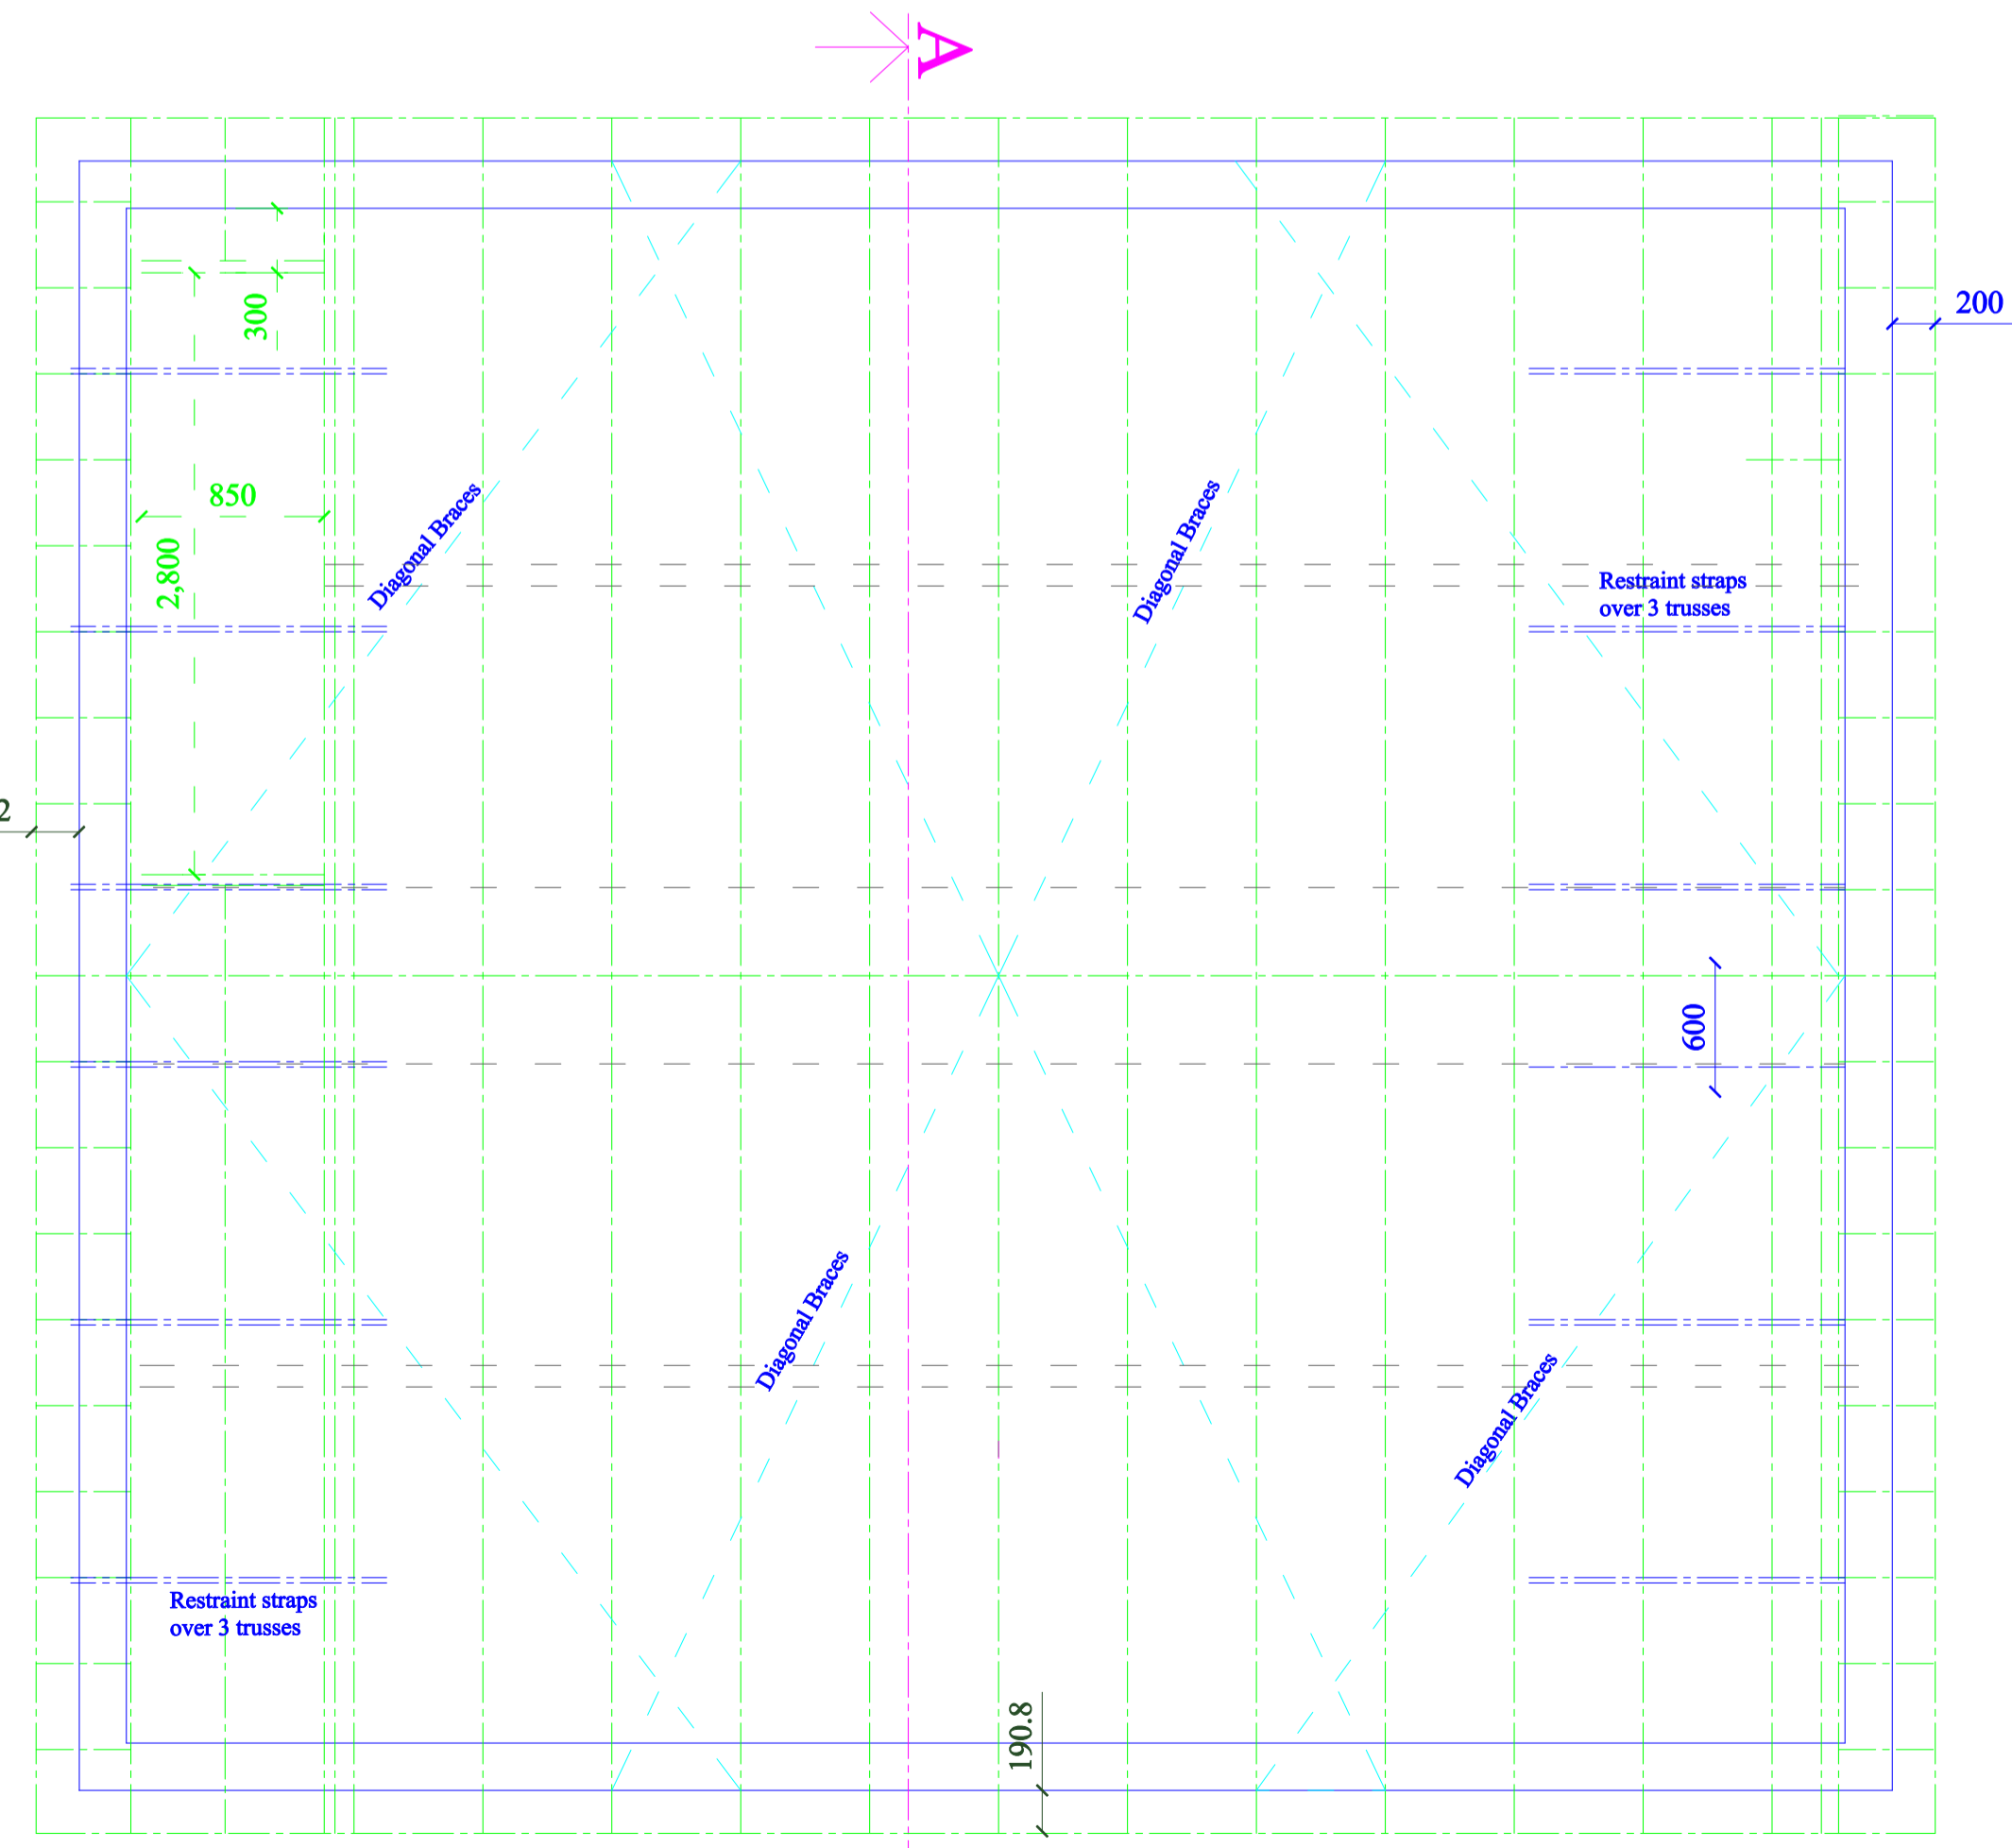 A
300
200
850
2,800
Diagonal Braces
Diagonal Braces
Restraint straps
over 3 trusses
2
600
Diagonal Braces
Diagonal Braces
Restraint straps
over 3 trusses
190.8